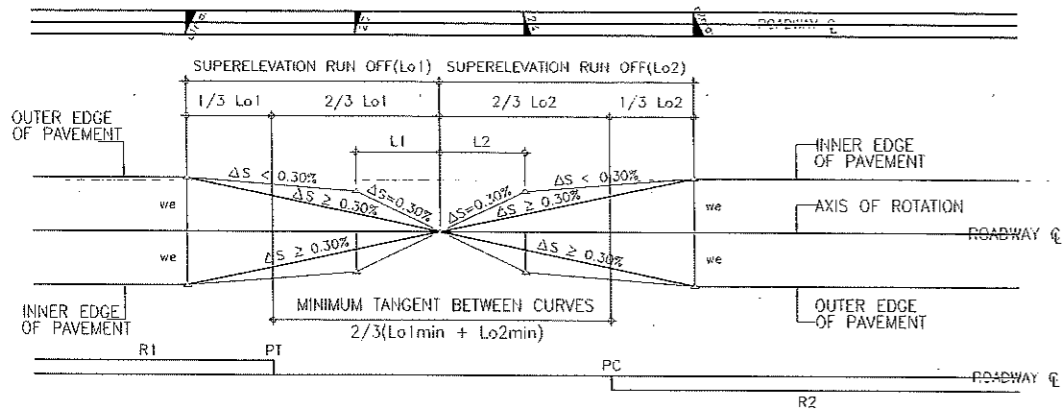 ROADWAY ℄
SUPERELEVATION RUN OFF(Lo1) SUPERELEVATION RUN OFF(Lo2)
1/3 Lo1 2/3 Lo1 2/3 Lo2 1/3 Lo2
OUTER EDGE
OF PAVEMENT
L1 L2
INNER EDGE
OF PAVEMENT
ΔS < 0.30% ΔS < 0.30%
ΔS=0.30% ΔS=0.30%
ΔS ≥ 0.30% ΔS ≥ 0.30%
we we
AXIS OF ROTATION
ROADWAY ℄
ΔS ≥ 0.30% ΔS ≥ 0.30%
we we
INNER EDGE
OF PAVEMENT
MINIMUM TANGENT BETWEEN CURVES
2/3(Lo1min + Lo2min)
OUTER EDGE
OF PAVEMENT
R1 PT
PC
ROADWAY ℄
R2